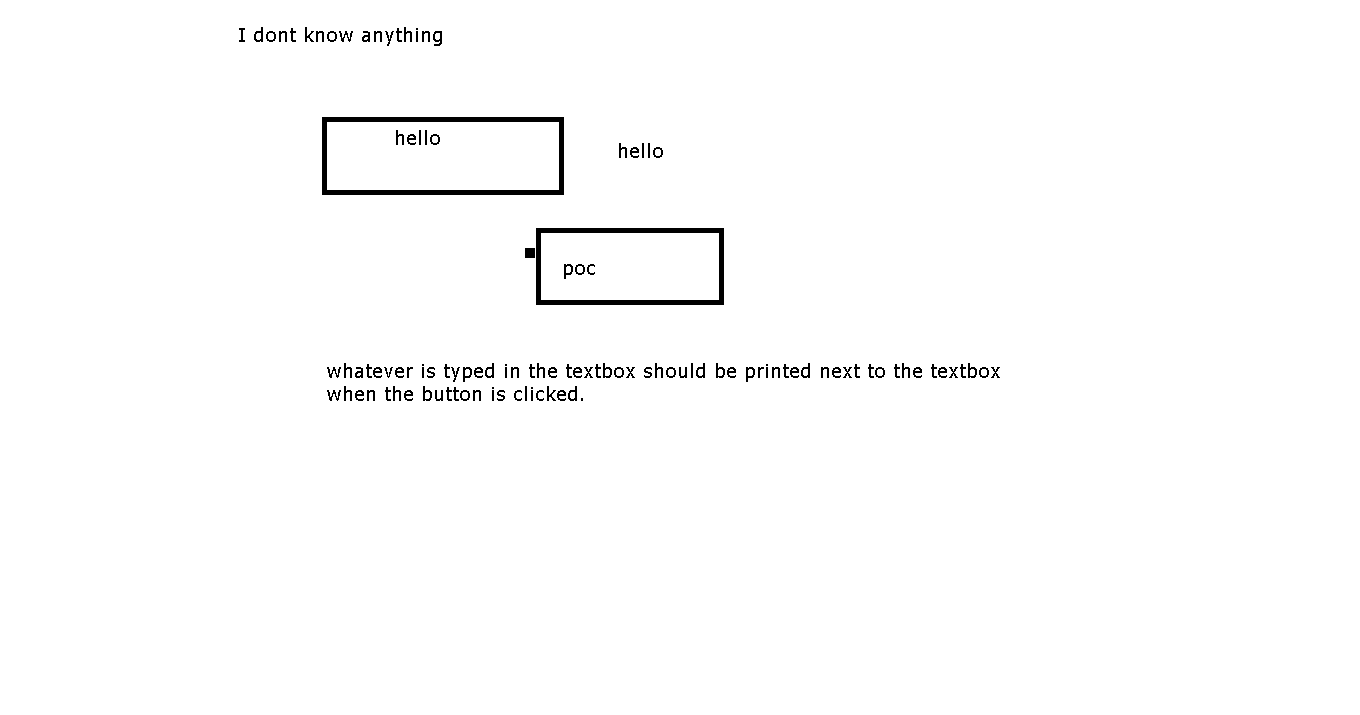 I dont know anything
hello
hello
poc
whatever is typed in the textbox should be printed next to the textbox
when the button is clicked.